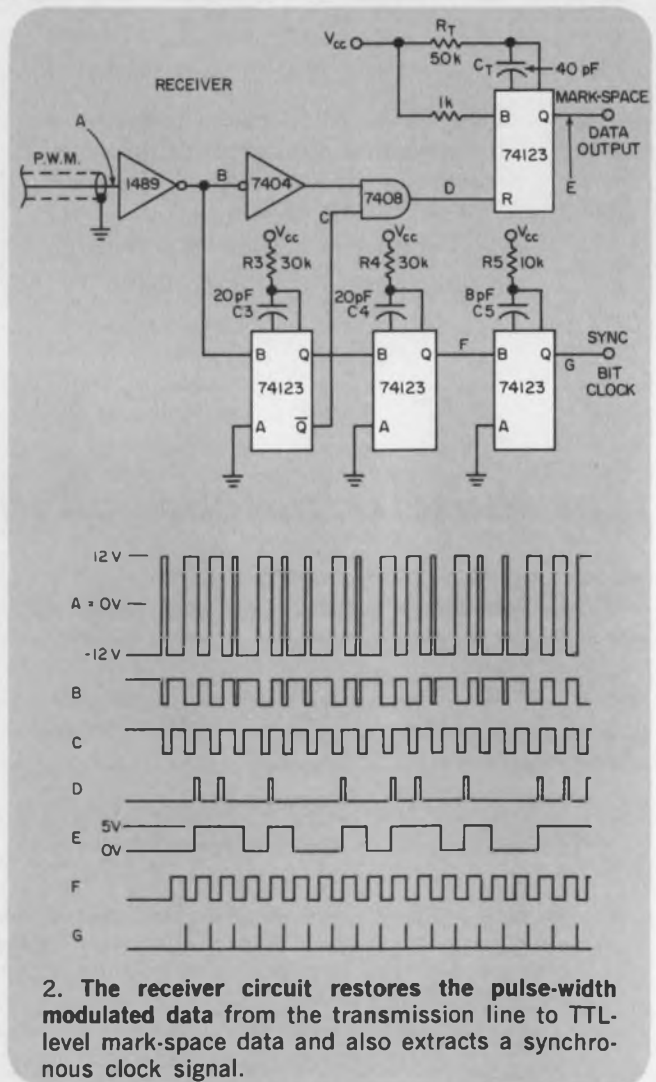 Vcc
RT
50k
CT
40 pF
RECEIVER
1k
MARK-SPACE
A
B
Q
P.W.M.
DATA
OUTPUT
1489
B
7404
74123
7408
C
D
R
E
Vcc
Vcc
Vcc
R3
30k
R4
30k
R5
10k
20pF
C3
20pF
C4
8pF
C5
SYNC
B
Q
B
Q
F
B
Q
G
BIT
CLOCK
74123
74123
74123
A
Q̅
A
A
12 V
A = 0V
-12V
B
C
D
E
5V
0V
F
G
2. The receiver circuit restores the pulse-width
modulated data from the transmission line to TTL-
level mark-space data and also extracts a synchro-
nous clock signal.